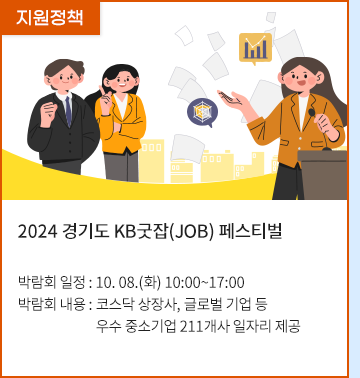 지원정책
2024 경기도 KB굿잡(JOB) 페스티벌
박람회 일정 : 10. 08.(화) 10:00~17:00
박람회 내용 : 코스닥 상장사, 글로벌 기업 등
우수 중소기업 211개사 일자리 제공